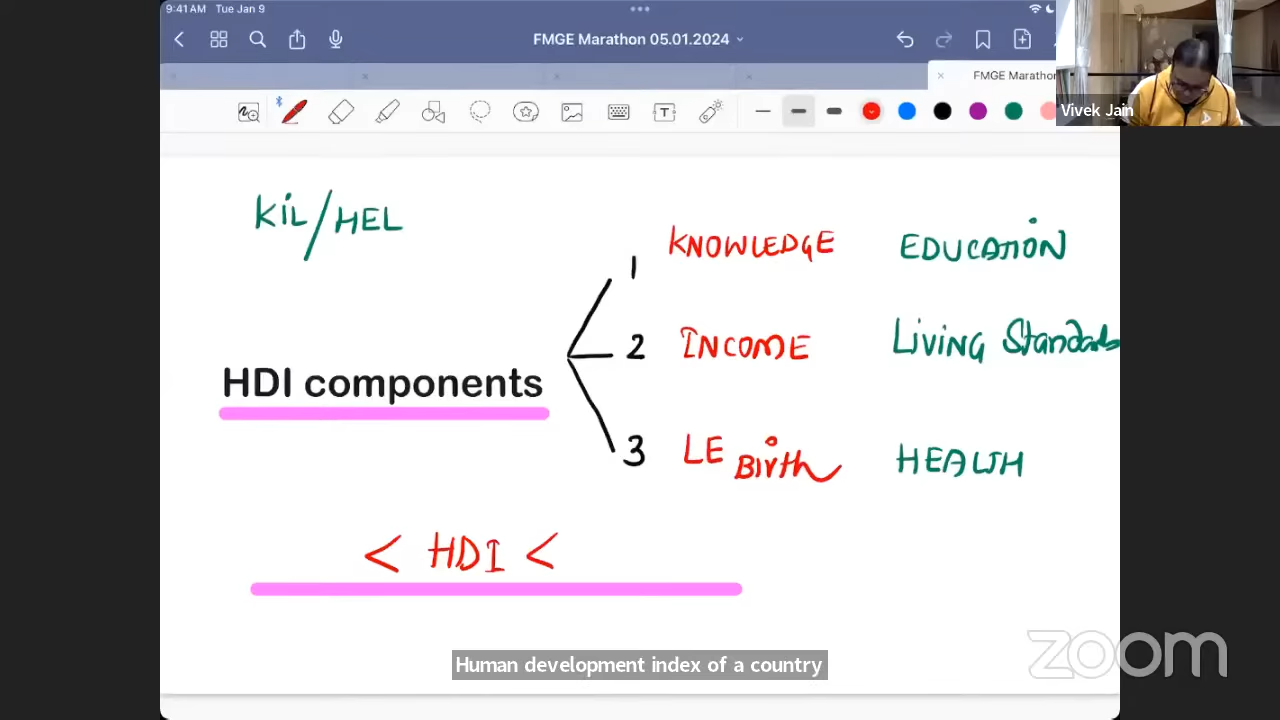 9:41 AM Tue Jan 9
FMGE Marathon 05.01.2024
FMGE Marathon
Vivek Jain
KIL/HEL
1 KNOWLEDGE EDUCATION
2 INCOME LIVING Standards
HDI components
3 LE Birth HEALTH
< HDI <
Human development index of a country
zoom